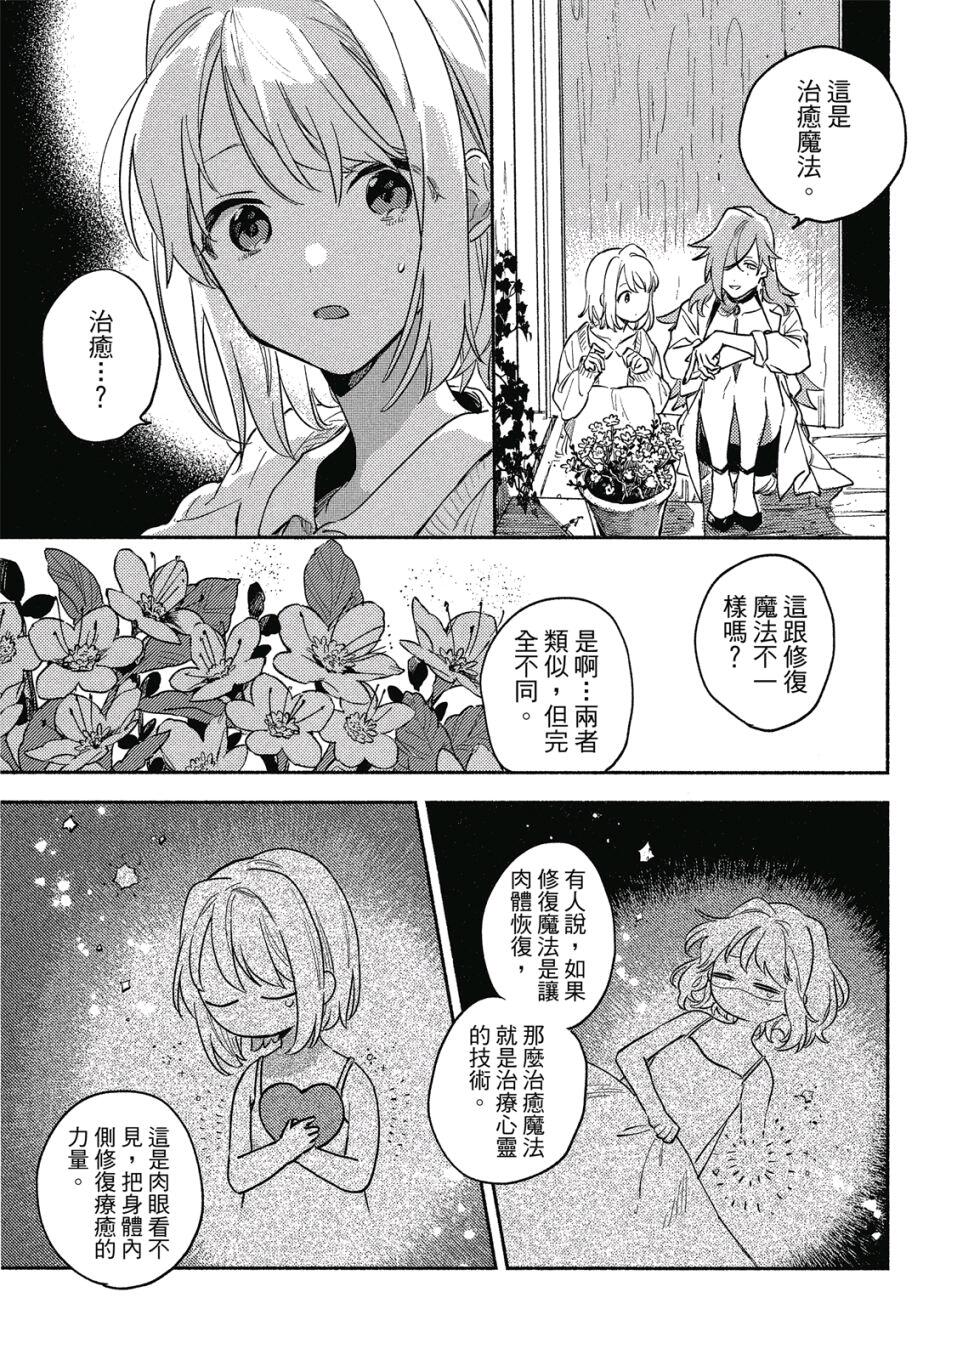 這是
治癒魔法。
治癒…?
這跟修復
魔法不一
樣嗎?
是啊…兩者
類似，但完
全不同。
有人說，如果
修復魔法是讓
肉體恢復，
那麼治癒魔法
就是治療心靈
的技術。
這是肉眼看不
見，把身體內
側修復療癒的
力量。